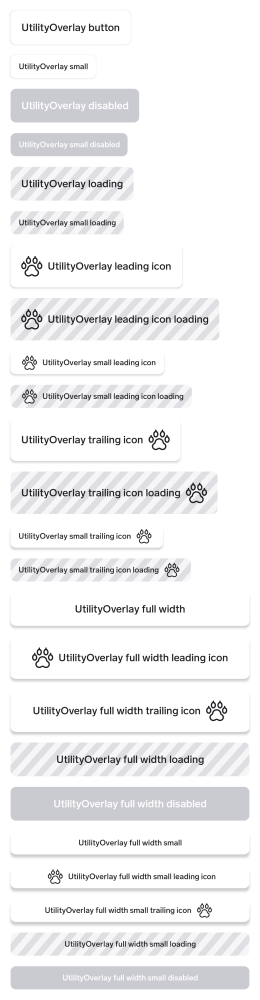 UtilityOverlay button
UtilityOverlay small
UtilityOverlay disabled
UtilityOverlay small disabled
UtilityOverlay loading
UtilityOverlay small loading
UtilityOverlay leading icon
UtilityOverlay leading icon loading
UtilityOverlay small leading icon
UtilityOverlay small leading icon loading
UtilityOverlay trailing icon
UtilityOverlay trailing icon loading
UtilityOverlay small trailing icon
UtilityOverlay small trailing icon loading
UtilityOverlay full width
UtilityOverlay full width leading icon
UtilityOverlay full width trailing icon
UtilityOverlay full width loading
UtilityOverlay full width disabled
UtilityOverlay full width small
UtilityOverlay full width small leading icon
UtilityOverlay full width small trailing icon
UtilityOverlay full width small loading
UtilityOverlay full width small disabled